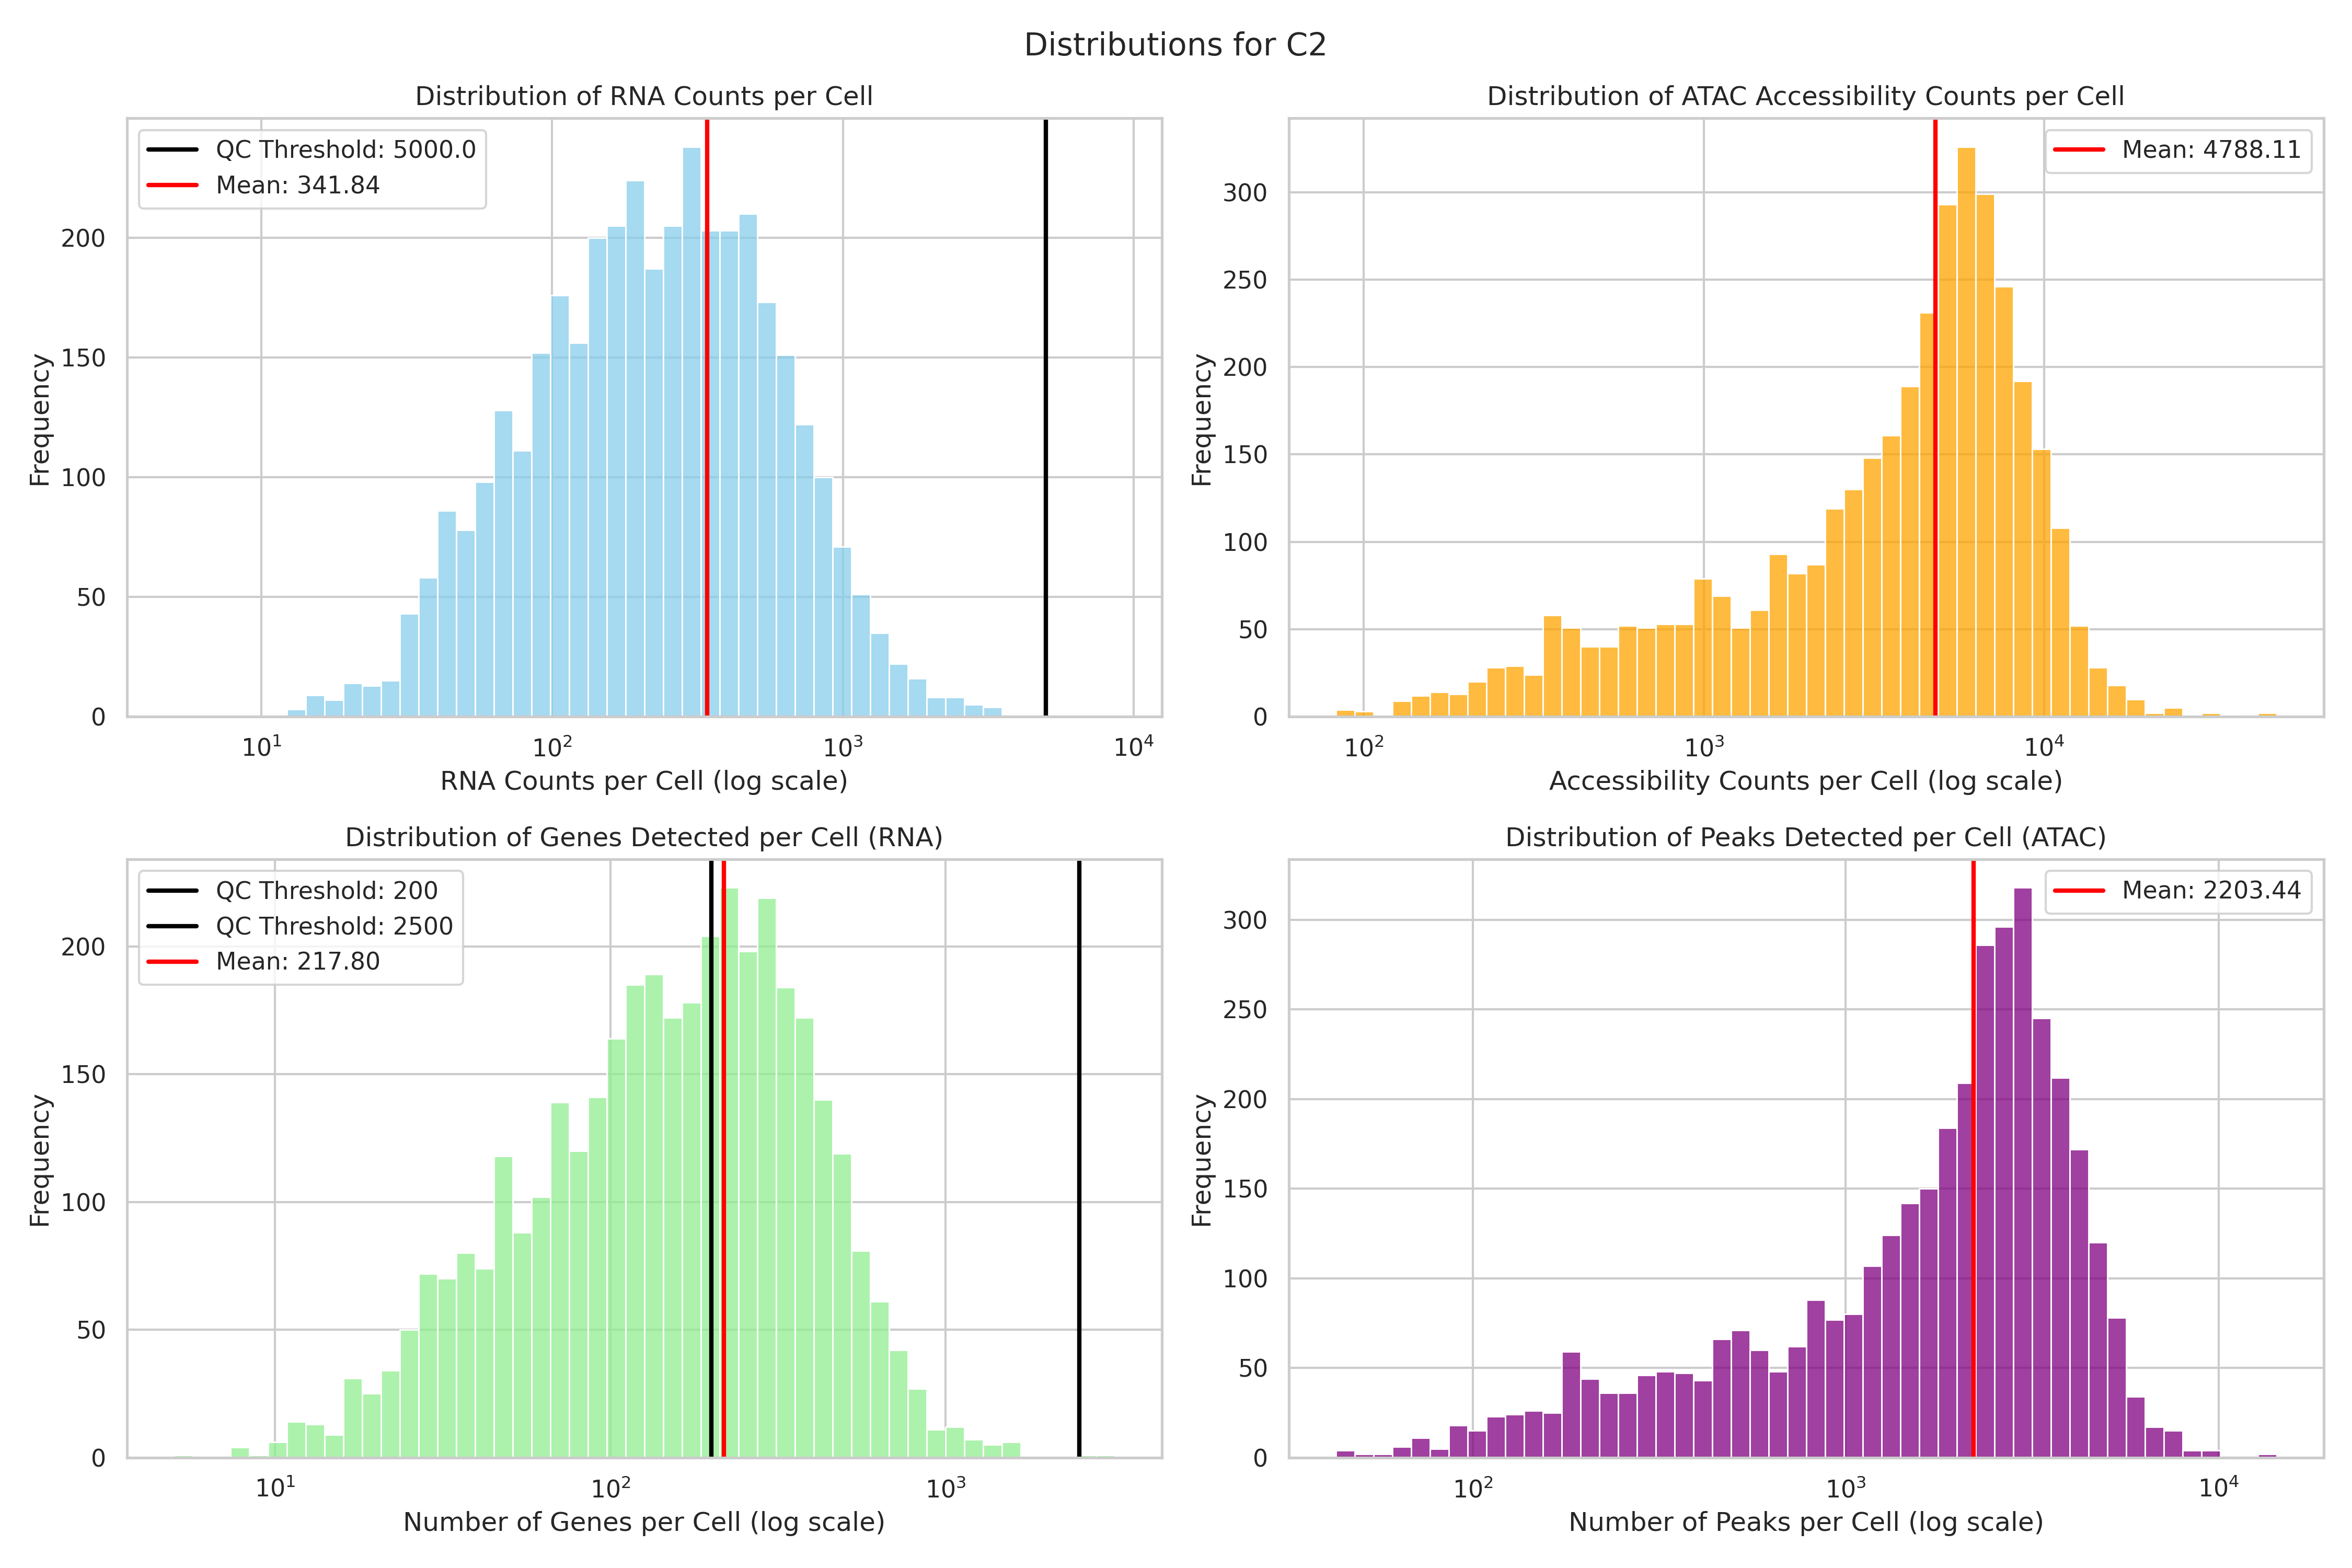 Distributions for C2
Distribution of RNA Counts per Cell
QC Threshold: 5000.0
Mean: 341.84
Frequency
200
150
100
50
0
10¹
10²
10³
10⁴
RNA Counts per Cell (log scale)
Distribution of ATAC Accessibility Counts per Cell
Mean: 4788.11
Frequency
300
250
200
150
100
50
0
10²
10³
10⁴
Accessibility Counts per Cell (log scale)
Distribution of Genes Detected per Cell (RNA)
QC Threshold: 200
QC Threshold: 2500
Mean: 217.80
Frequency
200
150
100
50
0
10¹
10²
10³
Number of Genes per Cell (log scale)
Distribution of Peaks Detected per Cell (ATAC)
Mean: 2203.44
Frequency
300
250
200
150
100
50
0
10²
10³
10⁴
Number of Peaks per Cell (log scale)